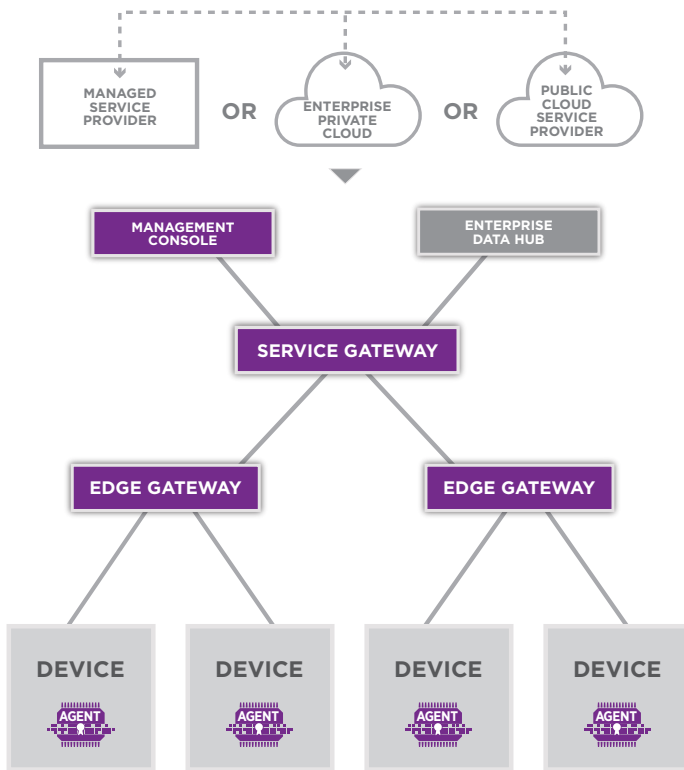 MANAGED
SERVICE
PROVIDER
OR
ENTERPRISE
PRIVATE
CLOUD
OR
PUBLIC
CLOUD
SERVICE
PROVIDER
MANAGEMENT
CONSOLE
ENTERPRISE
DATA HUB
SERVICE GATEWAY
EDGE GATEWAY
EDGE GATEWAY
DEVICE
AGENT
DEVICE
AGENT
DEVICE
AGENT
DEVICE
AGENT